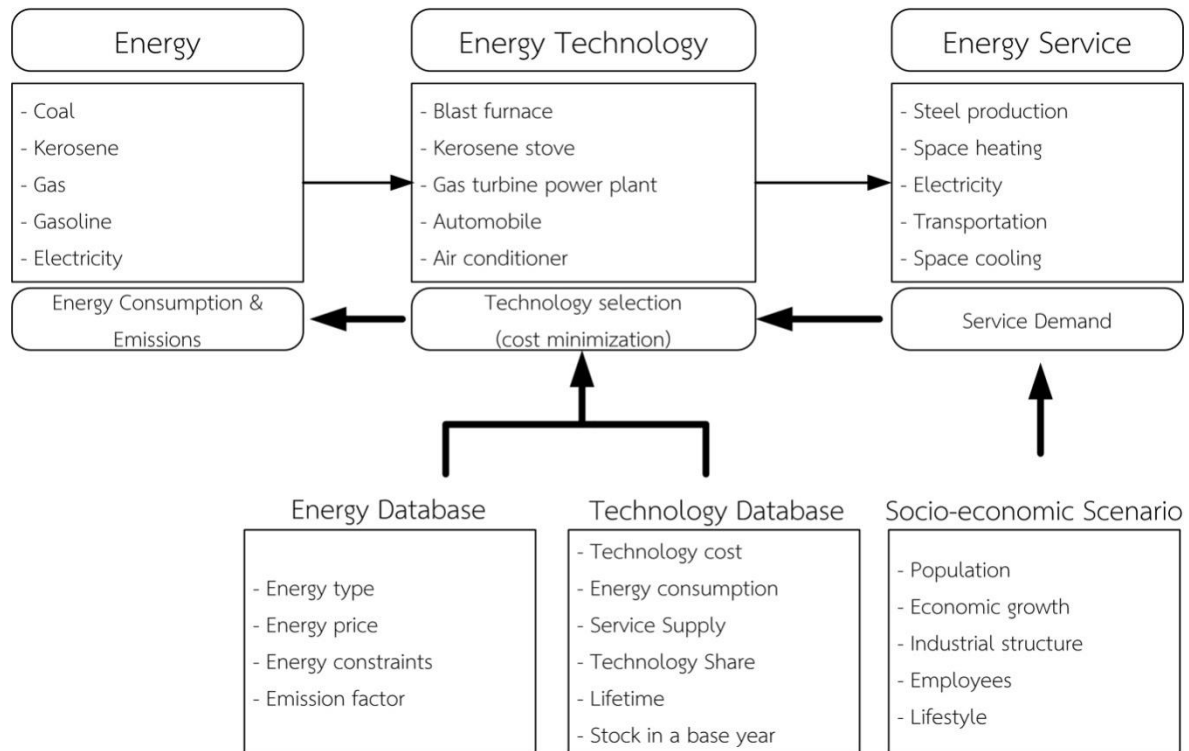 Energy
- Coal
- Kerosene
- Gas
- Gasoline
- Electricity
Energy Consumption &
Emissions
Energy Technology
- Blast furnace
- Kerosene stove
- Gas turbine power plant
- Automobile
- Air conditioner
Technology selection
(cost minimization)
Energy Service
- Steel production
- Space heating
- Electricity
- Transportation
- Space cooling
Service Demand
Energy Database
- Energy type
- Energy price
- Energy constraints
- Emission factor
Technology Database
- Technology cost
- Energy consumption
- Service Supply
- Technology Share
- Lifetime
- Stock in a base year
Socio-economic Scenario
- Population
- Economic growth
- Industrial structure
- Employees
- Lifestyle